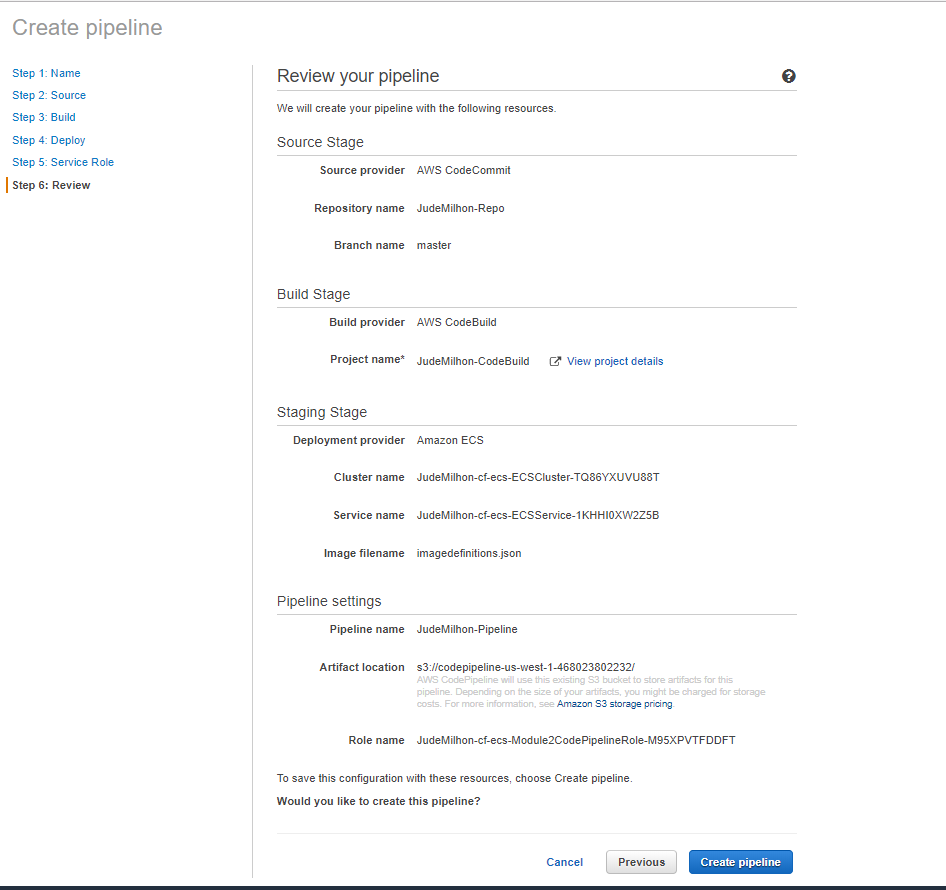 Create pipeline
Step 1: Name
Step 2: Source
Step 3: Build
Step 4: Deploy
Step 5: Service Role
Step 6: Review
Review your pipeline
We will create your pipeline with the following resources.
Source Stage
Source provider AWS CodeCommit
Repository name JudeMilhon-Repo
Branch name master
Build Stage
Build provider AWS CodeBuild
Project name* JudeMilhon-CodeBuild View project details
Staging Stage
Deployment provider Amazon ECS
Cluster name JudeMilhon-cf-ecs-ECSCluster-TQ86YXUVU88T
Service name JudeMilhon-cf-ecs-ECSService-1KHHI0XW2Z5B
Image filename imagedefinitions.json
Pipeline settings
Pipeline name JudeMilhon-Pipeline
Artifact location s3://codepipeline-us-west-1-468023802232/
AWS CodePipeline will use this existing S3 bucket to store artifacts for this
pipeline. Depending on the size of your artifacts, you might be charged for storage
costs. For more information, see Amazon S3 storage pricing
Role name JudeMilhon-cf-ecs-Module2CodePipelineRole-M95XPVTFDDFT
To save this configuration with these resources, choose Create pipeline.
Would you like to create this pipeline?
Cancel Previous Create pipeline